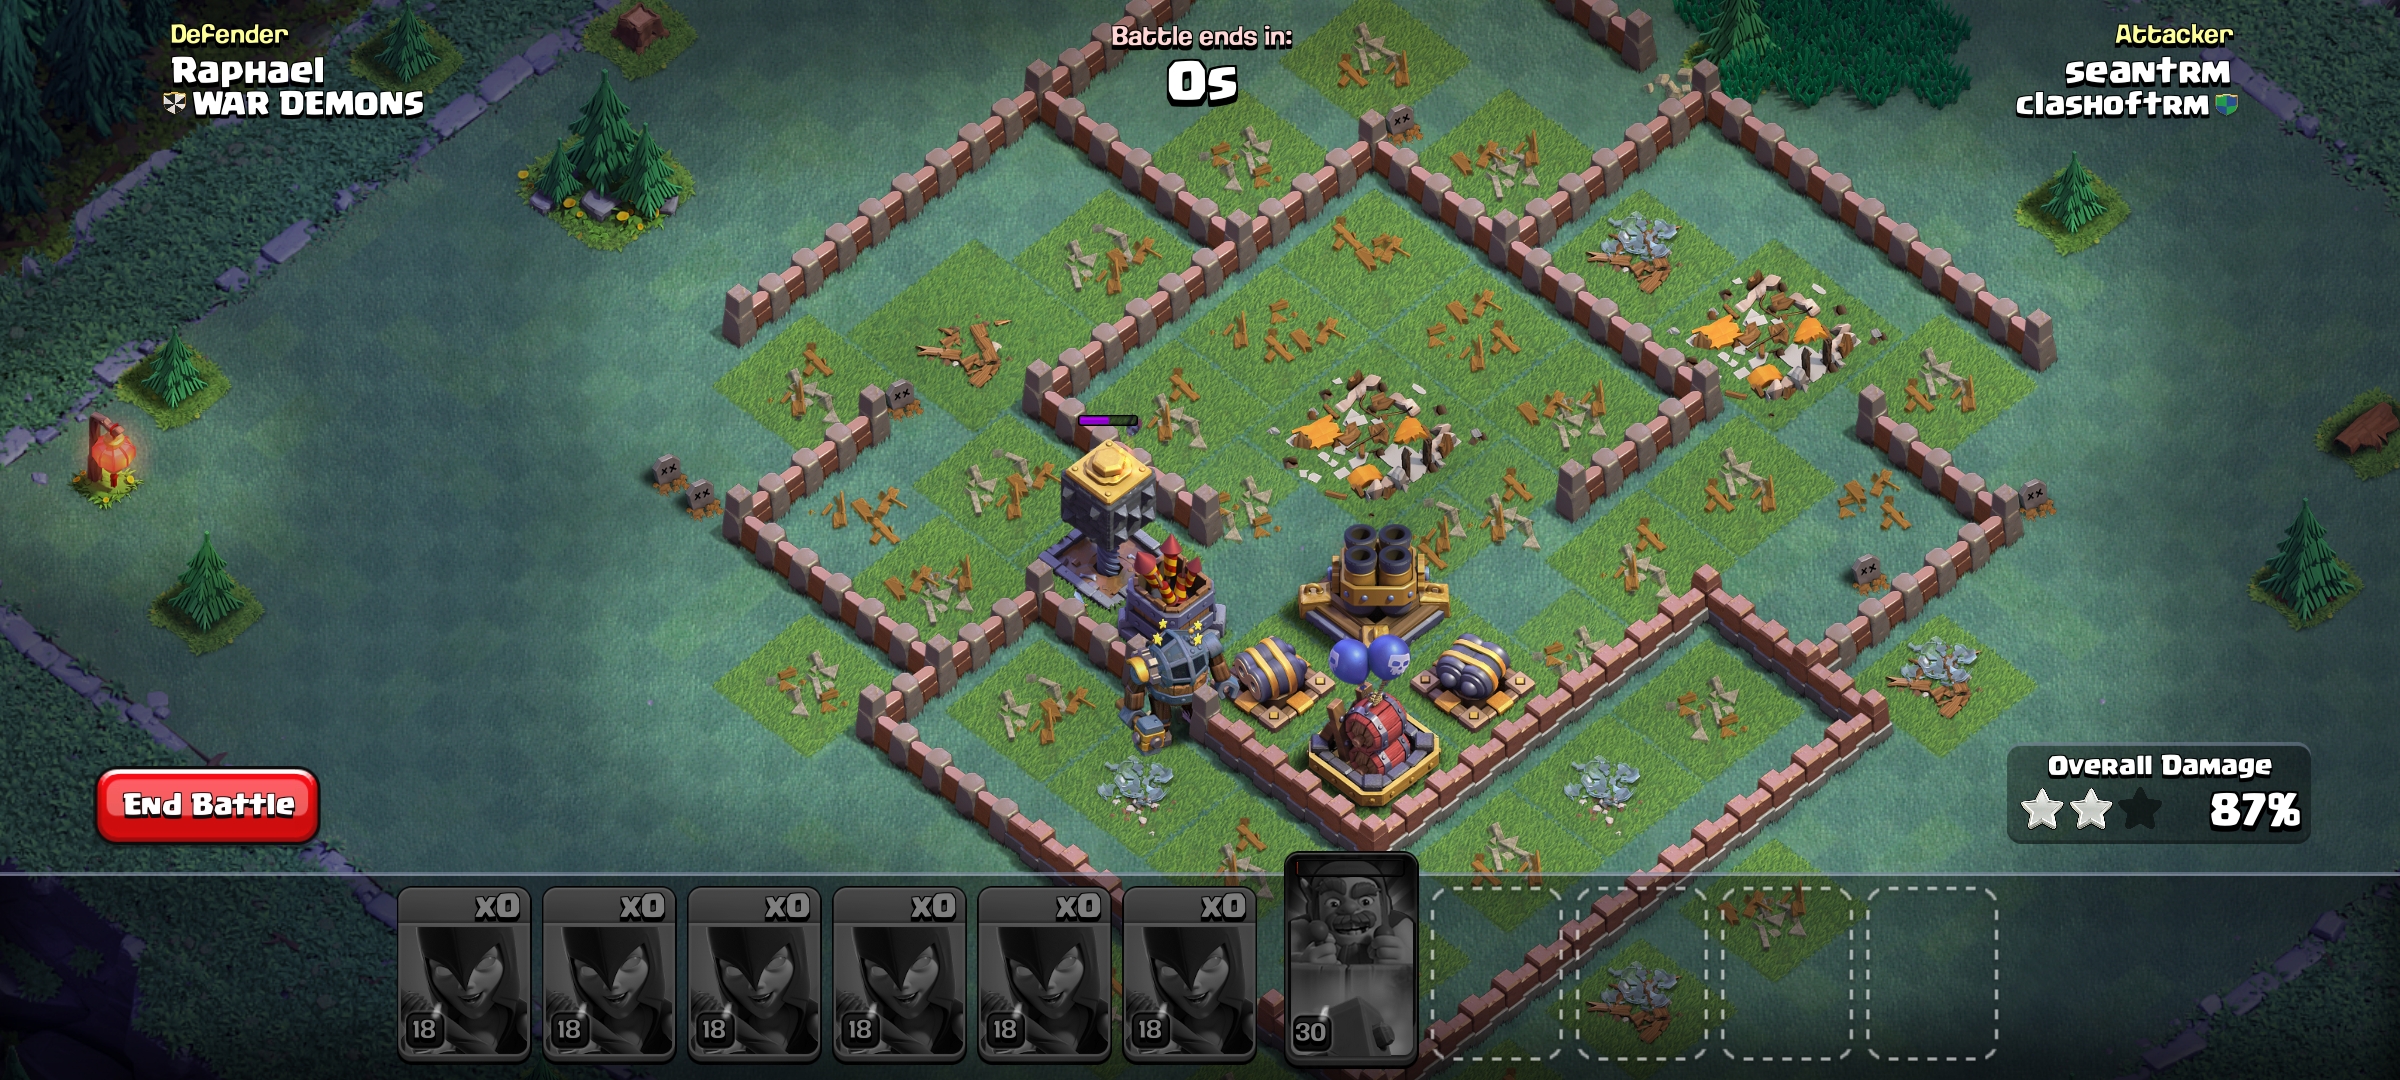 Defender
Raphael
WAR DEMONS
Battle ends in:
0s
Attacker
seantrm
clashoftrm
End Battle
Overall Damage
87%
x0
x0
x0
x0
x0
x0
18
18
18
18
18
18
30